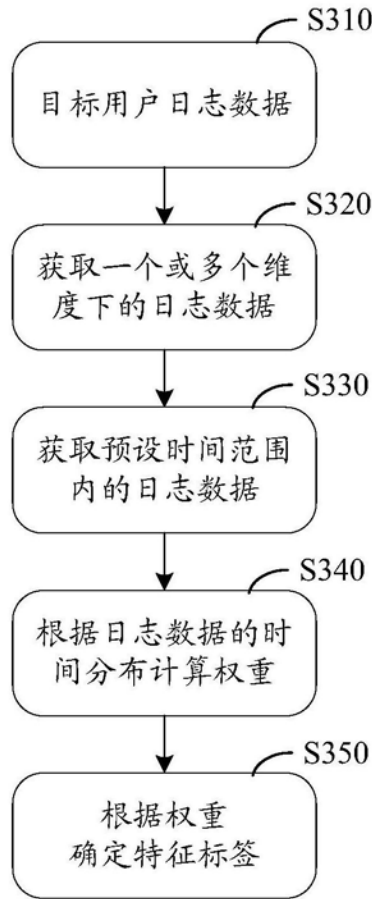 S310
目标用户日志数据
S320
获取一个或多个维
度下的日志数据
S330
获取预设时间范围
内的日志数据
S340
根据日志数据的时
间分布计算权重
S350
根据权重
确定特征标签